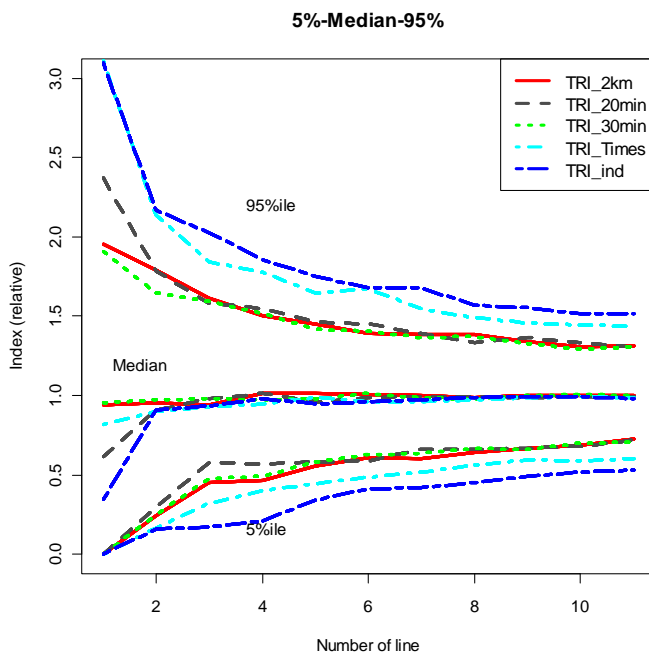 5%-Median-95%
Index (relative)
3.0
2.5
2.0
1.5
1.0
0.5
0.0
TRI_2km
TRI_20min
TRI_30min
TRI_Times
TRI_ind
95%ile
Median
5%ile
2
4
6
8
10
Number of line